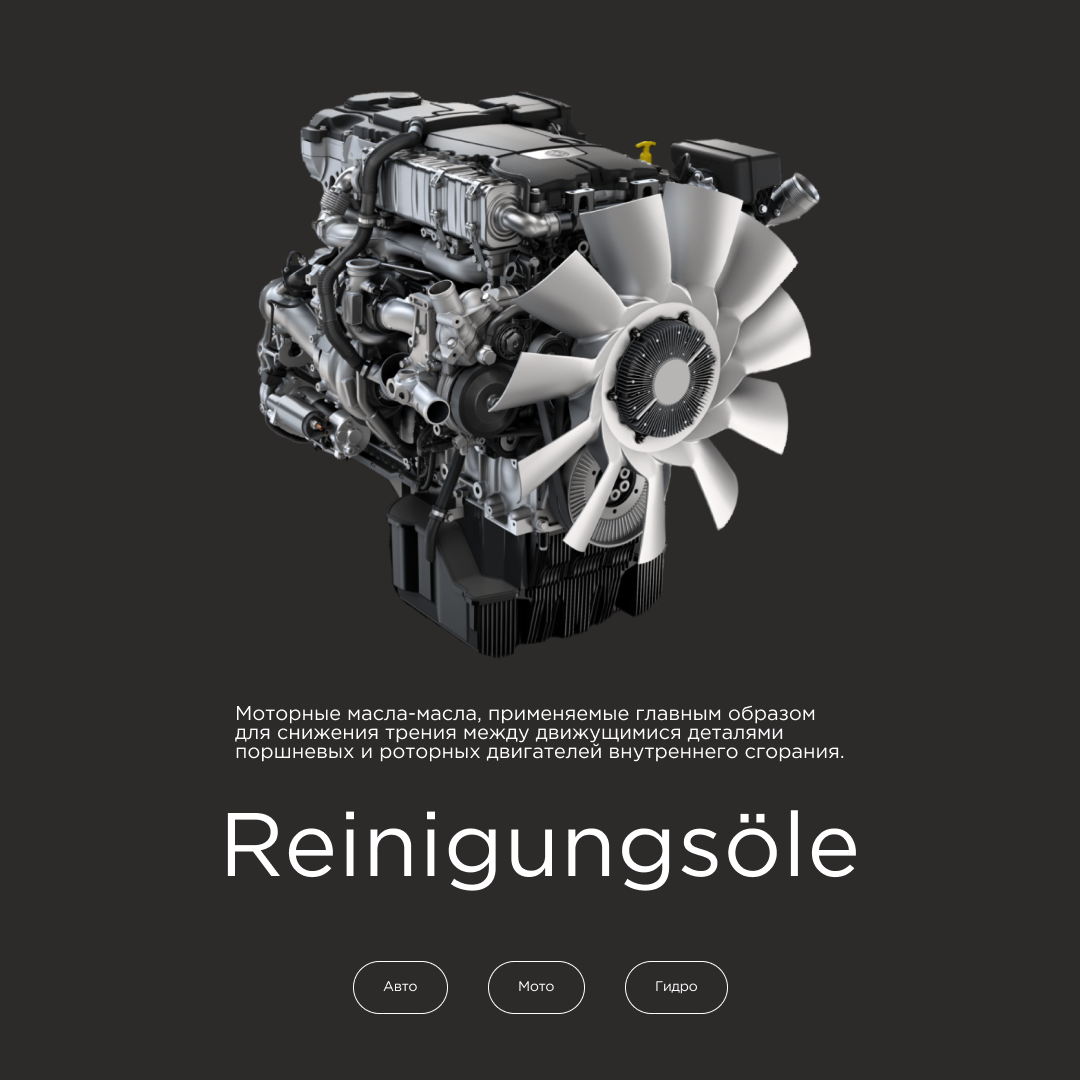 Моторные масла-масла, применяемые главным образом
для снижения трения между движущимися деталями
поршневых и роторных двигателей внутреннего сгорания.
Reinigungsöle
Авто
Мото
Гидро